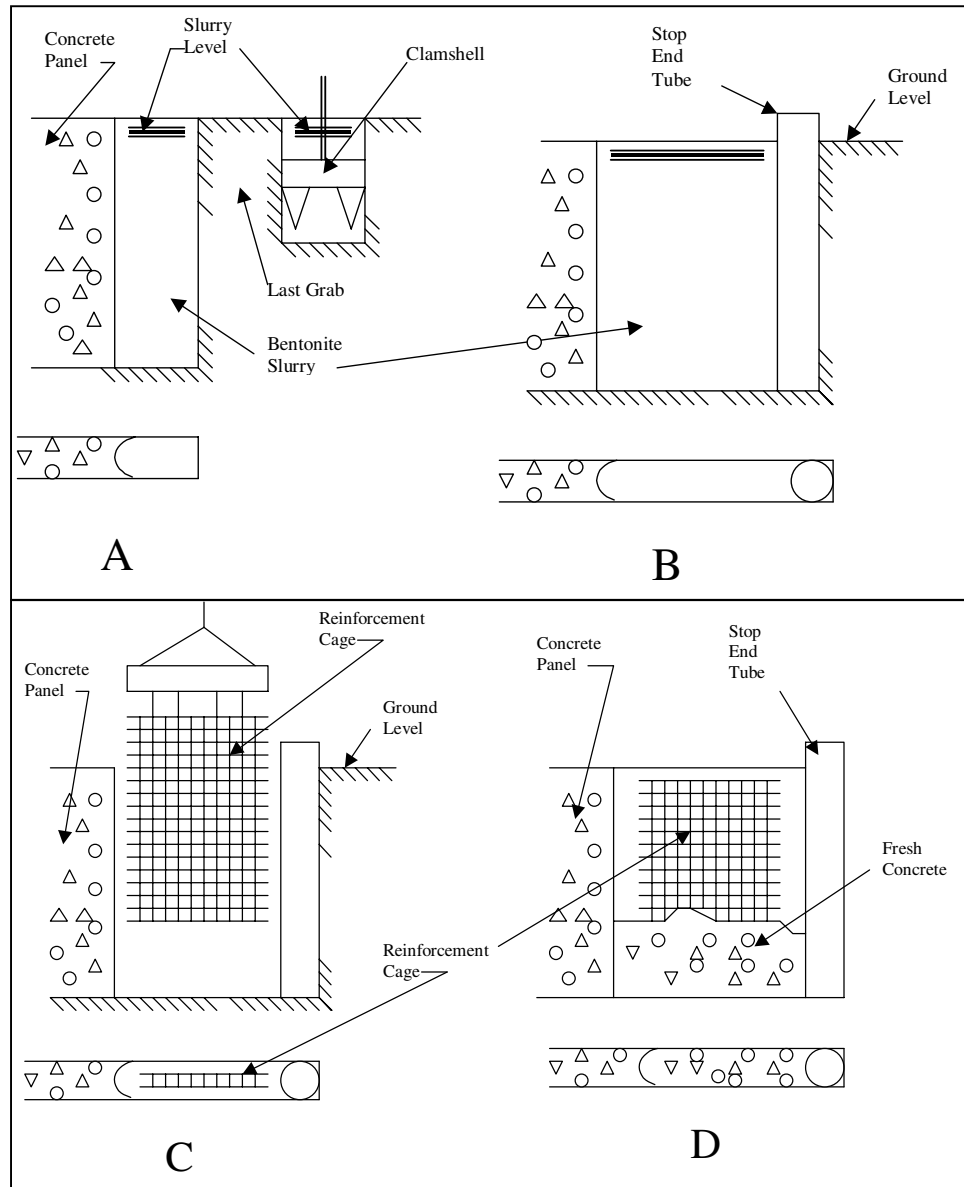 Concrete
Panel
Slurry
Level
Clamshell
Last Grab
Bentonite
Slurry
A
Stop
End
Tube
Ground
Level
B
Reinforcement
Cage
Concrete
Panel
Ground
Level
Reinforcement
Cage
C
Concrete
Panel
Stop
End
Tube
Fresh
Concrete
D